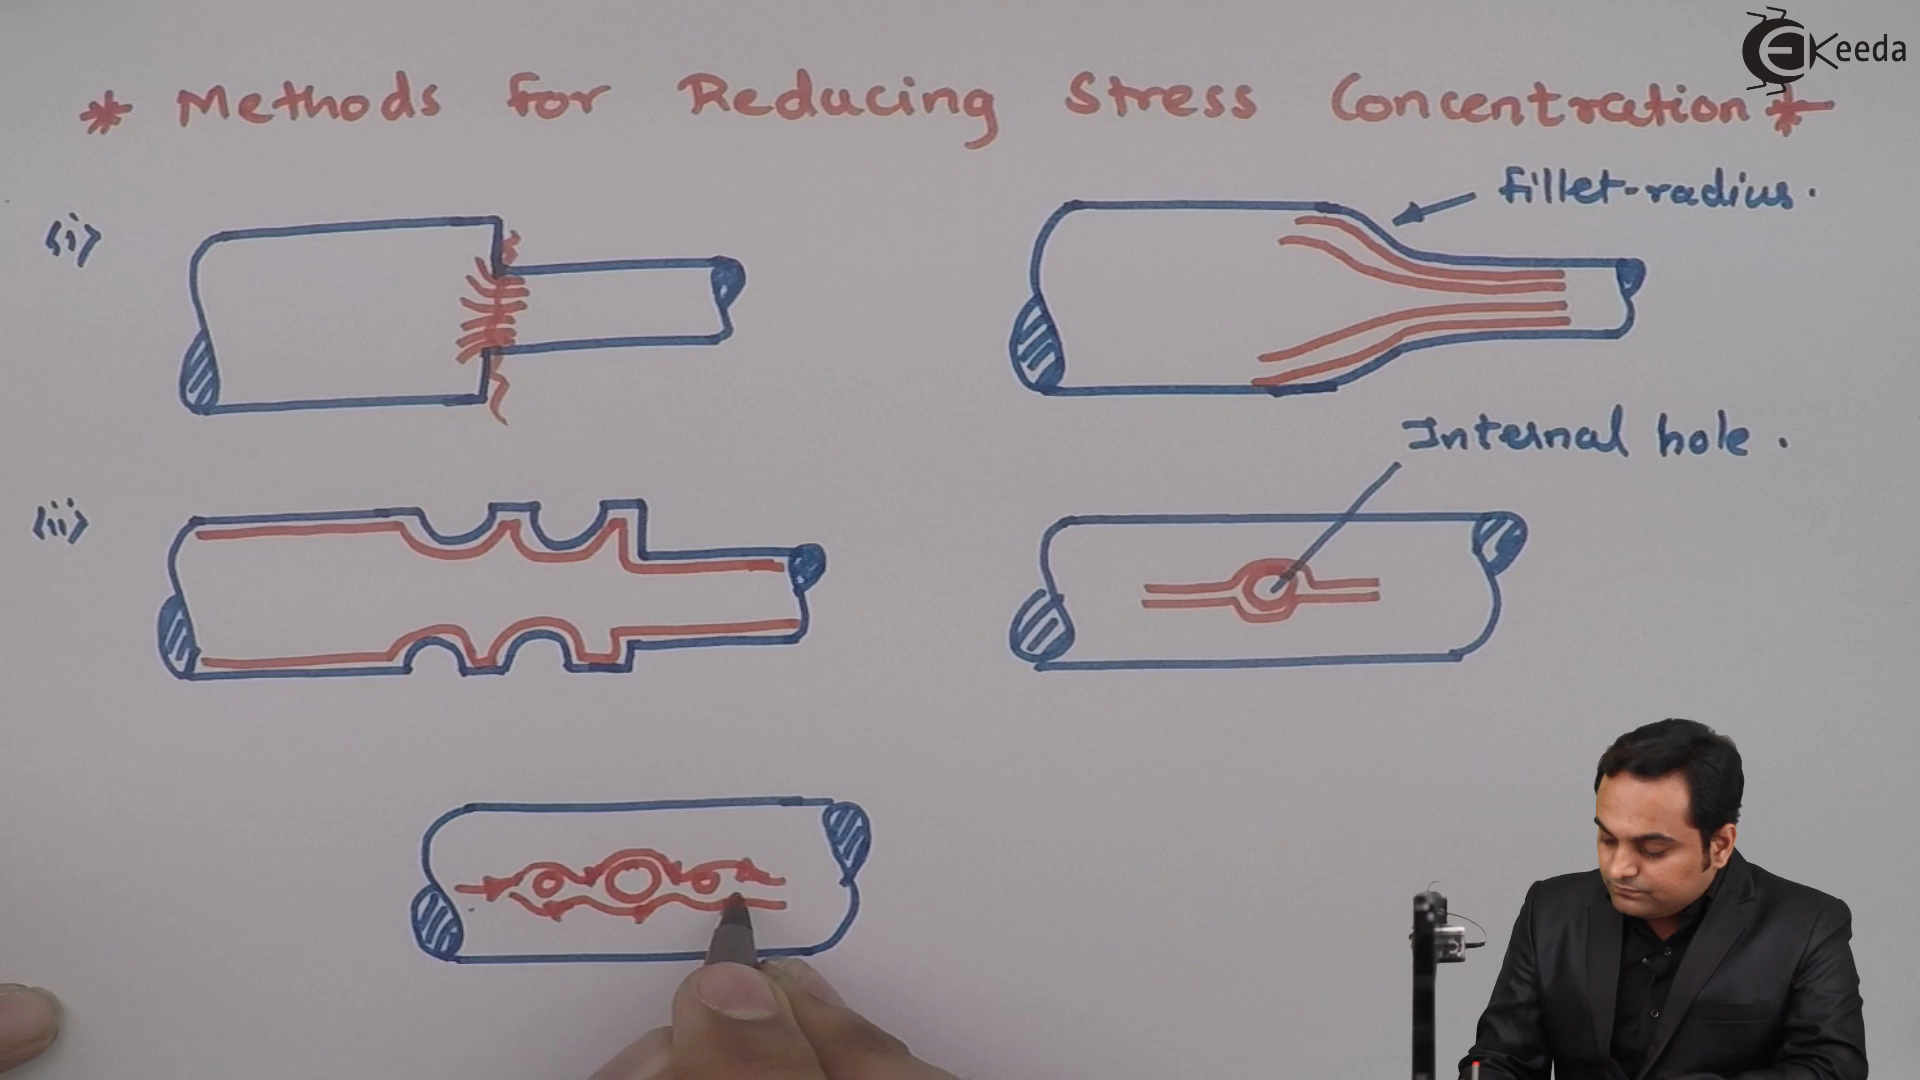 Keeda
* Methods for Reducing Stress Concentration *
(i)
fillet-radius.
Internal hole.
(ii)